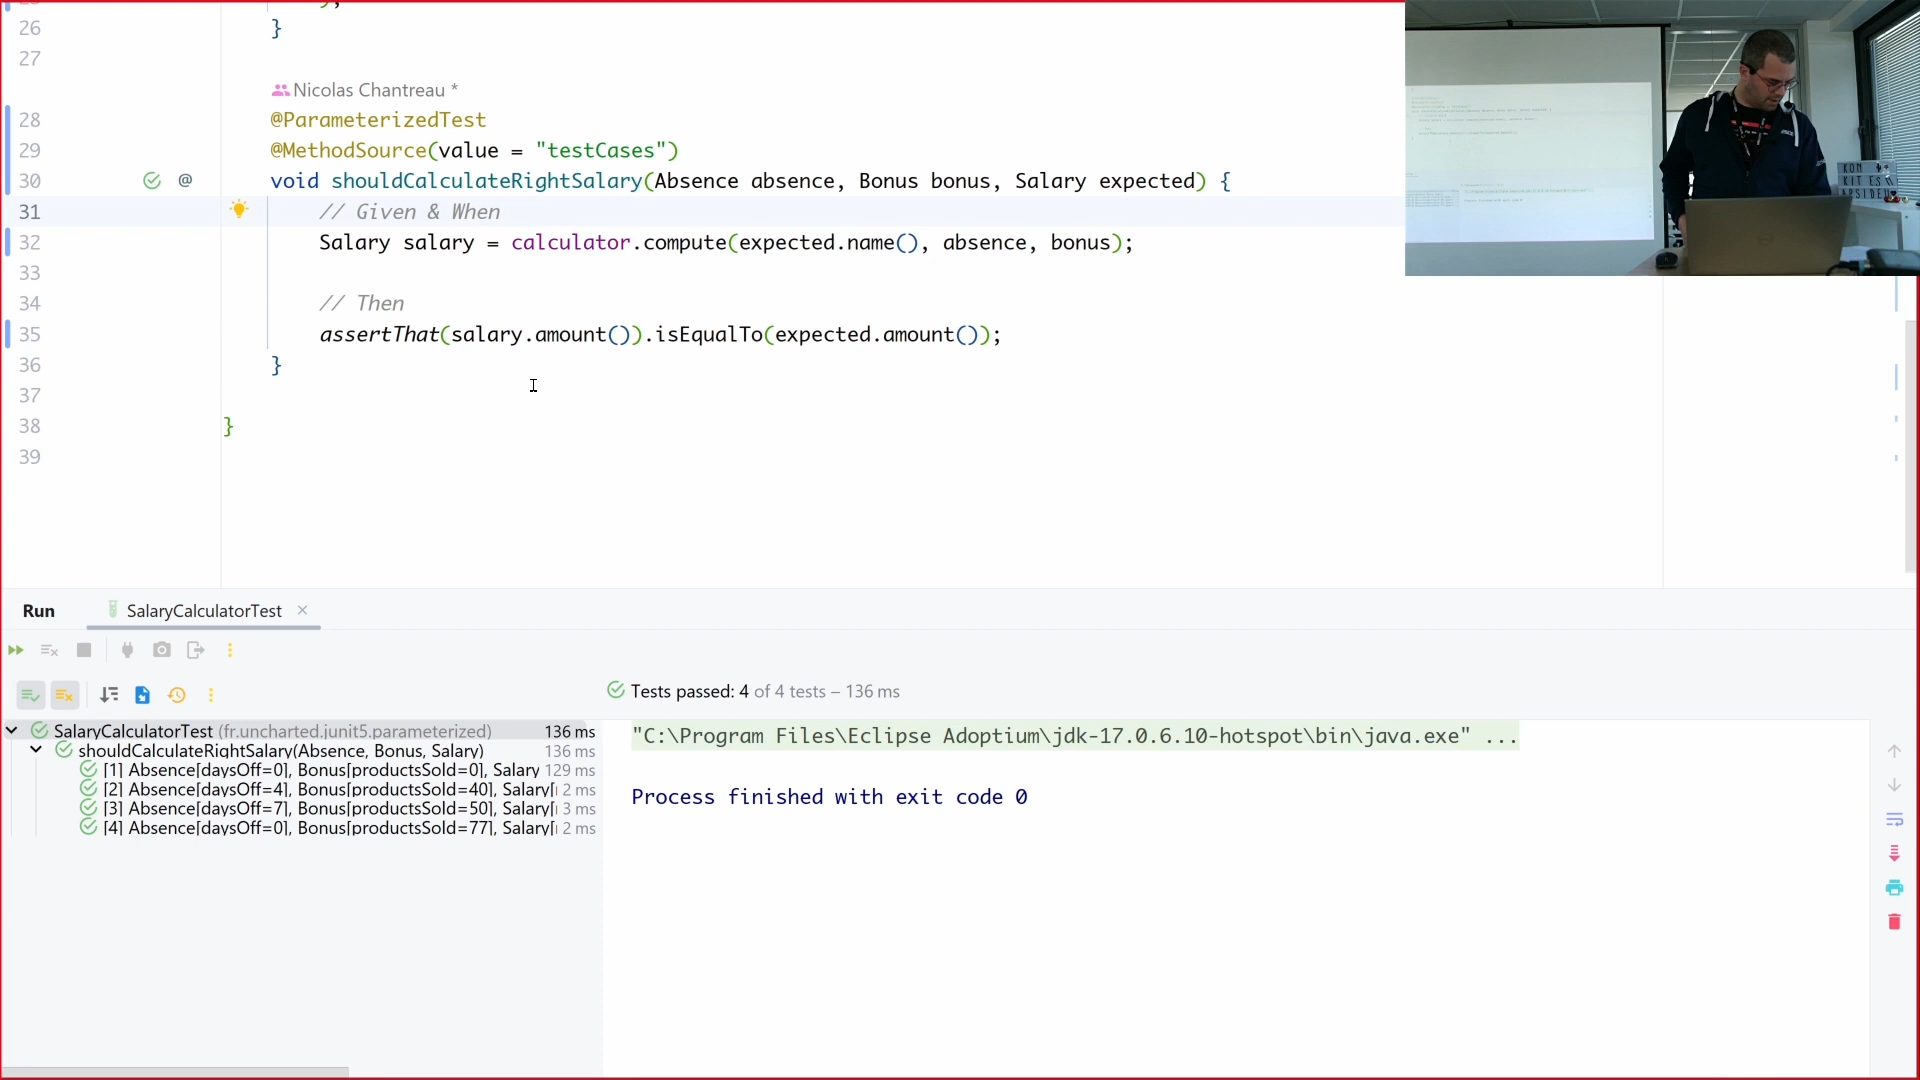 26 }
27
Nicolas Chantreau *
28 @ParameterizedTest
29 @MethodSource(value = "testCases")
30 @ void shouldCalculateRightSalary(Absence absence, Bonus bonus, Salary expected) {
31 // Given & When
32 Salary salary = calculator.compute(expected.name(), absence, bonus);
33
34 // Then
35 assertThat(salary.amount()).isEqualTo(expected.amount());
36 }
37
38 }
39
KOM
KIT ES
APSIDEU
Run SalaryCalculatorTest
Tests passed: 4 of 4 tests – 136 ms
SalaryCalculatorTest (fr.uncharted.junit5.parameterized) 136 ms
shouldCalculateRightSalary(Absence, Bonus, Salary) 136 ms
[1] Absence[daysOff=0], Bonus[productsSold=0], Salary 129 ms
[2] Absence[daysOff=4], Bonus[productsSold=40], Salary[ 2 ms
[3] Absence[daysOff=7], Bonus[productsSold=50], Salary[ 3 ms
[4] Absence[daysOff=0], Bonus[productsSold=77], Salary[ 2 ms
"C:\Program Files\Eclipse Adoptium\jdk-17.0.6.10-hotspot\bin\java.exe" ...
Process finished with exit code 0